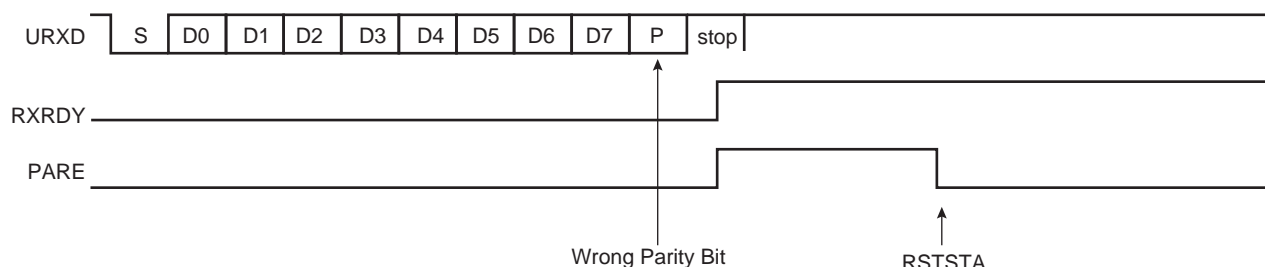 URXD S D0 D1 D2 D3 D4 D5 D6 D7 P stop
RXRDY
PARE
Wrong Parity Bit RSTSTA